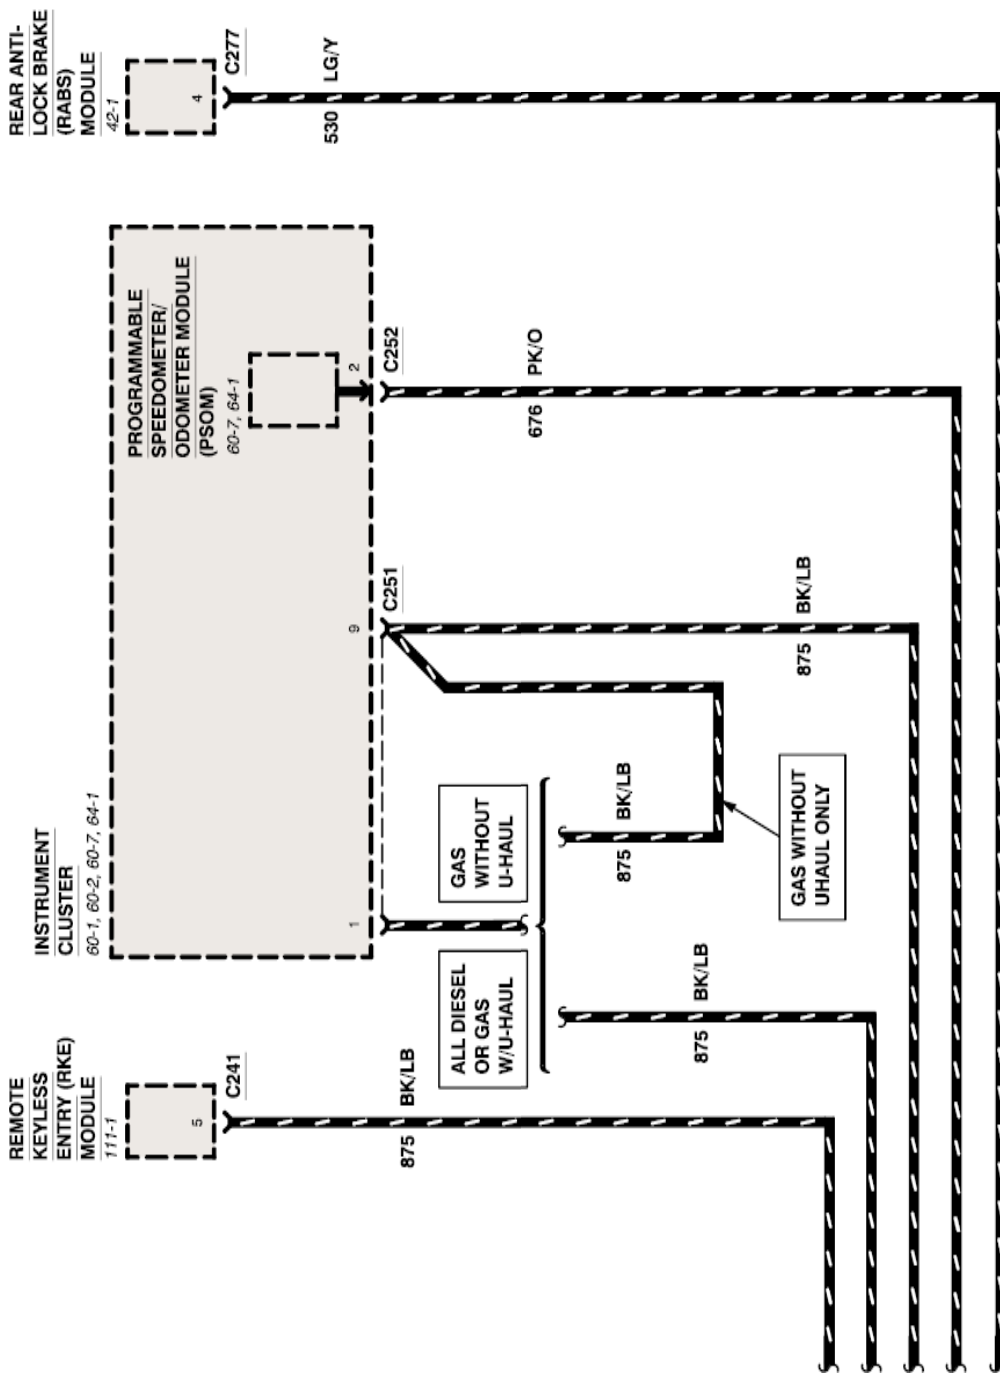 REMOTE
KEYLESS
ENTRY (RKE)
MODULE
111-1
5
C241
875
BK/LB
INSTRUMENT
CLUSTER
60-1, 60-2, 60-7, 64-1
1
ALL DIESEL
OR GAS
W/U-HAUL
GAS
WITHOUT
U-HAUL
875
BK/LB
875
BK/LB
GAS WITHOUT
UHAUL ONLY
9
C251
875
BK/LB
PROGRAMMABLE
SPEEDOMETER/
ODOMETER MODULE
(PSOM)
60-7, 64-1
2
C252
676
PK/O
REAR ANTI-
LOCK BRAKE
(RABS)
MODULE
42-1
4
C277
530
LG/Y